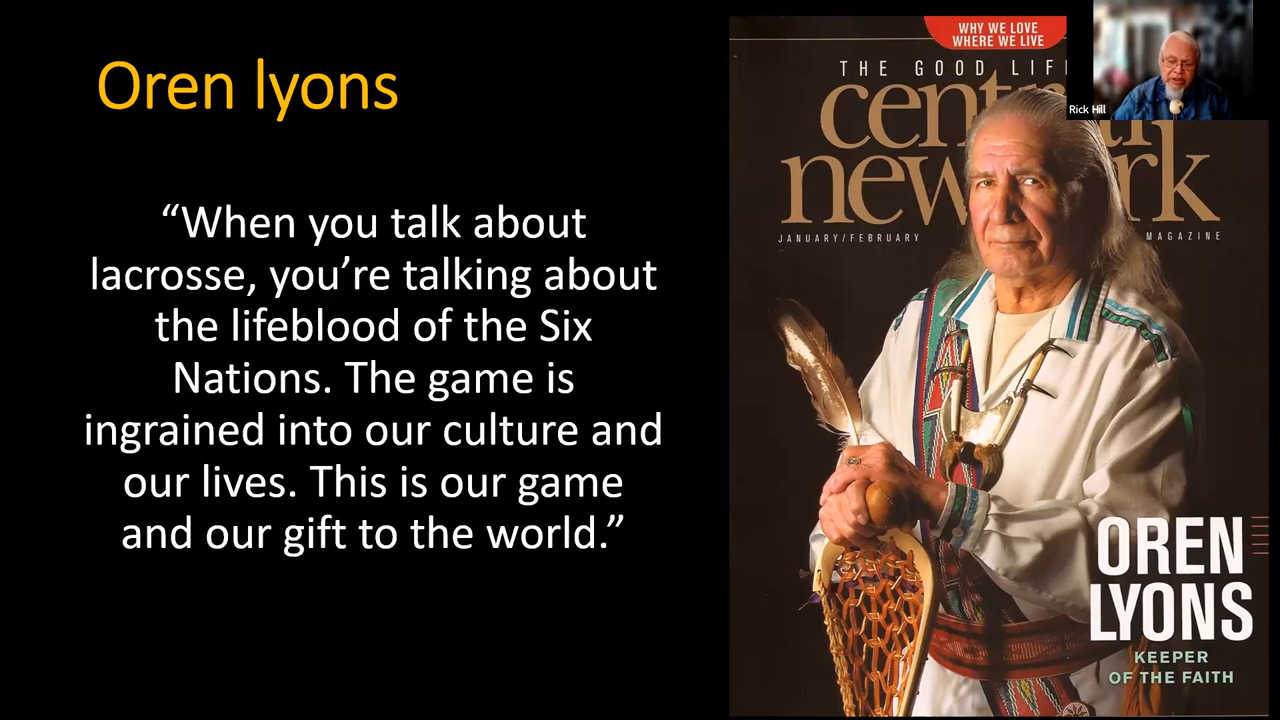 Oren lyons
“When you talk about
lacrosse, you’re talking about
the lifeblood of the Six
Nations. The game is
ingrained into our culture and
our lives. This is our game
and our gift to the world.”
WHY WE LOVE
WHERE WE LIVE
THE GOOD LIF
JANUARY/FEBRUARY
MAGAZINE
OREN
LYONS
KEEPER
OF THE FAITH
Rick Hill